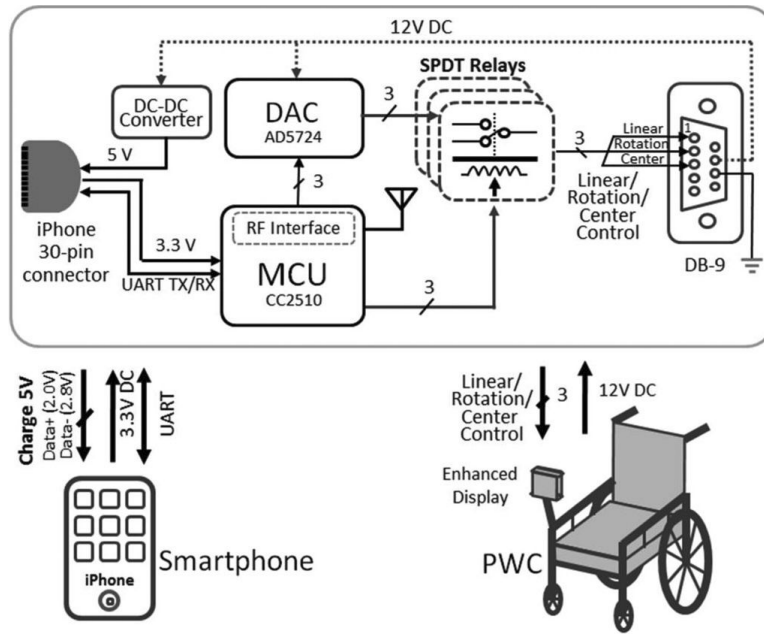 12V DC
SPDT Relays
DC-DC
Converter
DAC
AD5724
3
3
1
Linear
Rotation
Center
5 V
3
Linear/
Rotation/
Center
Control
iPhone
30-pin
connector
RF Interface
3.3 V
MCU
CC2510
UART TX/RX
3
DB-9
Charge 5V
Data+ (2.0V)
Data- (2.8V)
3.3V DC
UART
Linear/
Rotation/
Center
Control
3
12V DC
Enhanced
Display
iPhone
Smartphone
PWC